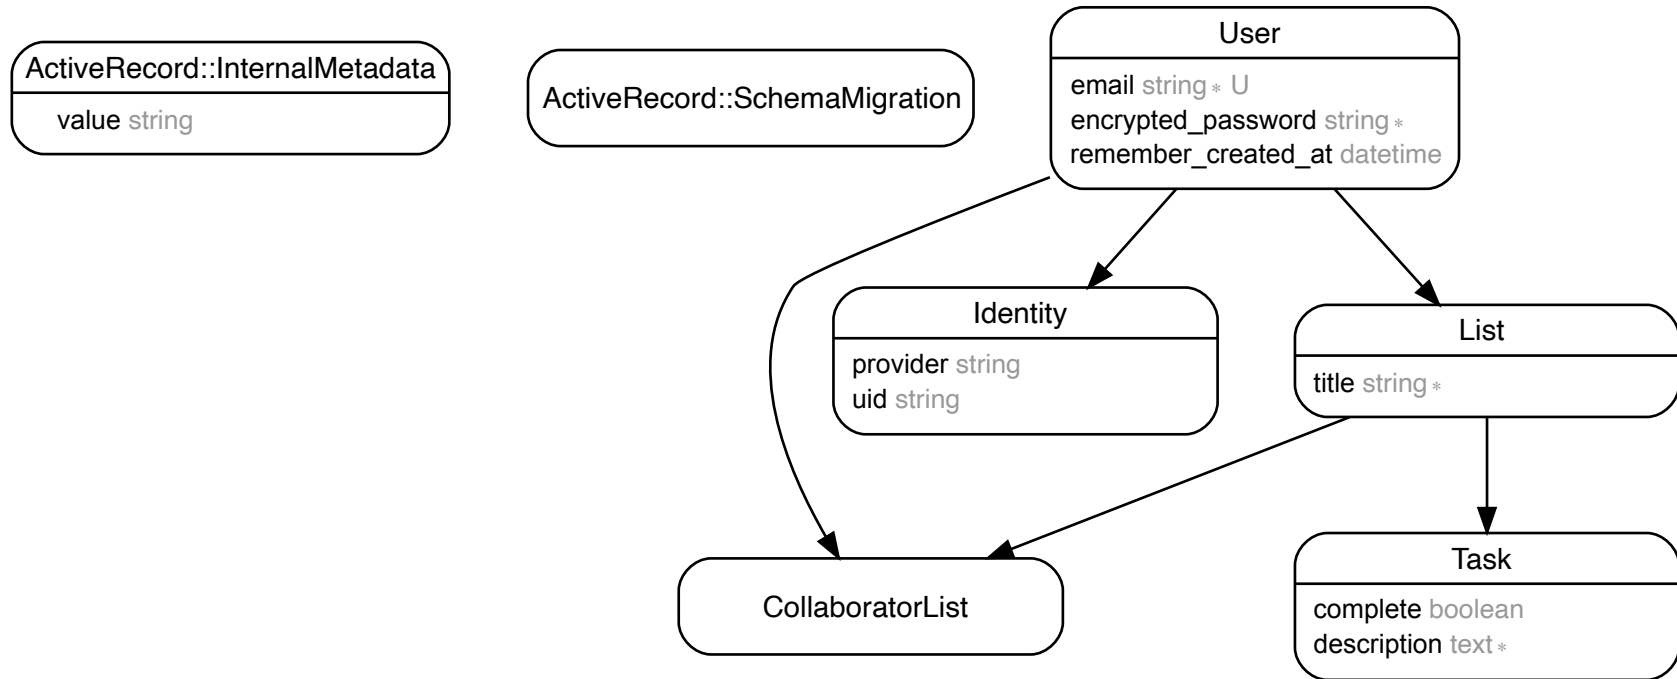 ActiveRecord::InternalMetadata
value string
ActiveRecord::SchemaMigration
User
email string∗ U
encrypted_password string∗
remember_created_at datetime
Identity
provider string
uid string
List
title string∗
CollaboratorList
Task
complete boolean
description text∗